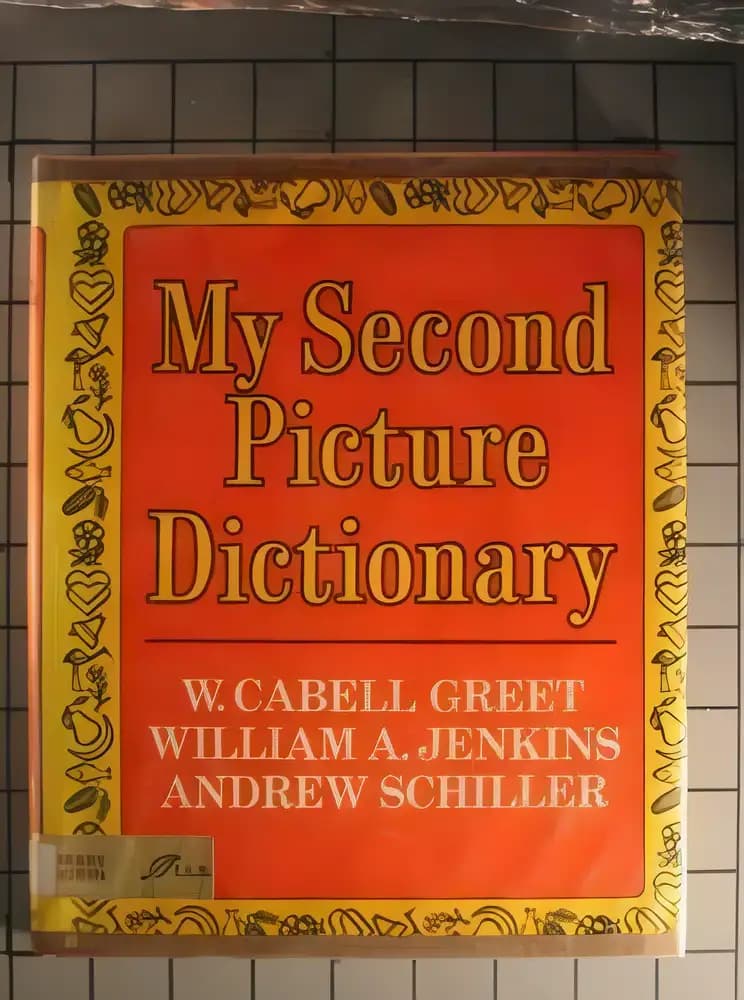 My Second
Picture
Dictionary
W. CABELL GREET
WILLIAM A. JENKINS
ANDREW SCHILLER